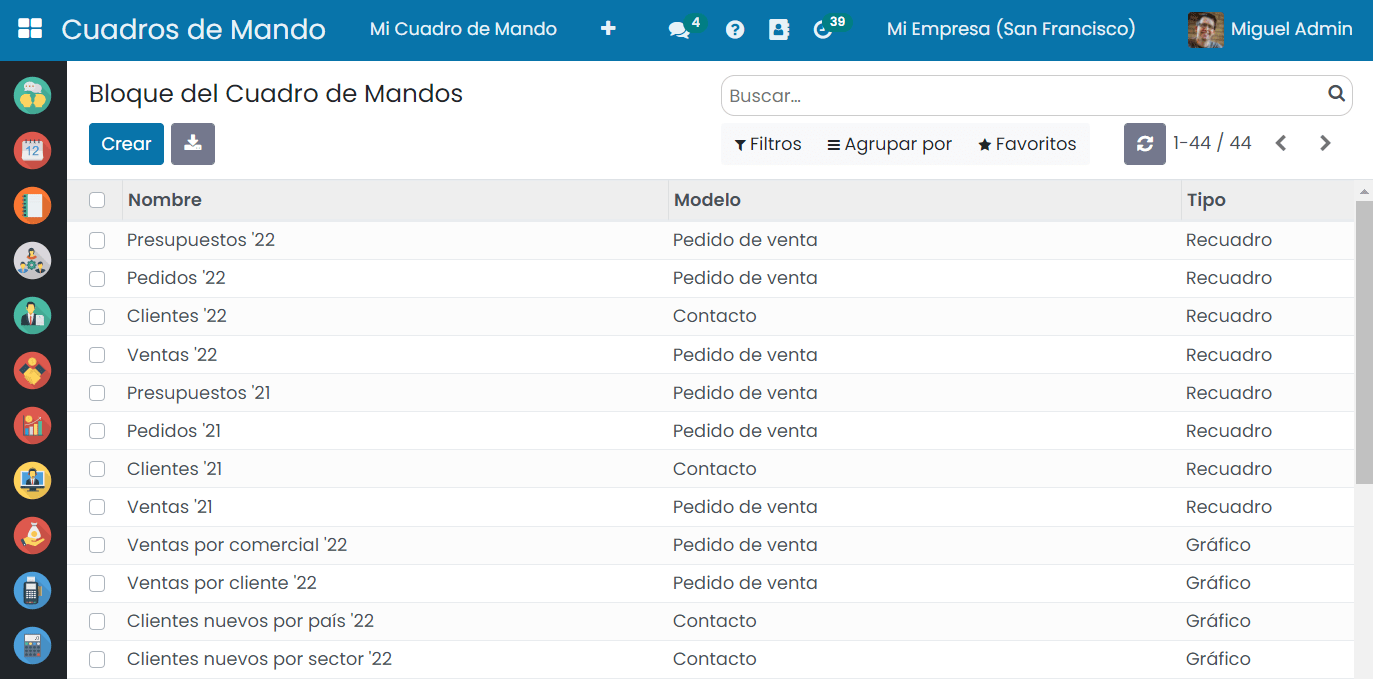 Cuadros de Mando Mi Cuadro de Mando + 4 ? 39 Mi Empresa (San Francisco) Miguel Admin
Bloque del Cuadro de Mandos
Buscar...
Crear
Filtros Agrupar por Favoritos 1-44 / 44
12
Nombre Modelo Tipo
Presupuestos '22 Pedido de venta Recuadro
Pedidos '22 Pedido de venta Recuadro
Clientes '22 Contacto Recuadro
Ventas '22 Pedido de venta Recuadro
Presupuestos '21 Pedido de venta Recuadro
Pedidos '21 Pedido de venta Recuadro
Clientes '21 Contacto Recuadro
Ventas '21 Pedido de venta Recuadro
Ventas por comercial '22 Pedido de venta Gráfico
Ventas por cliente '22 Pedido de venta Gráfico
Clientes nuevos por país '22 Contacto Gráfico
Clientes nuevos por sector '22 Contacto Gráfico